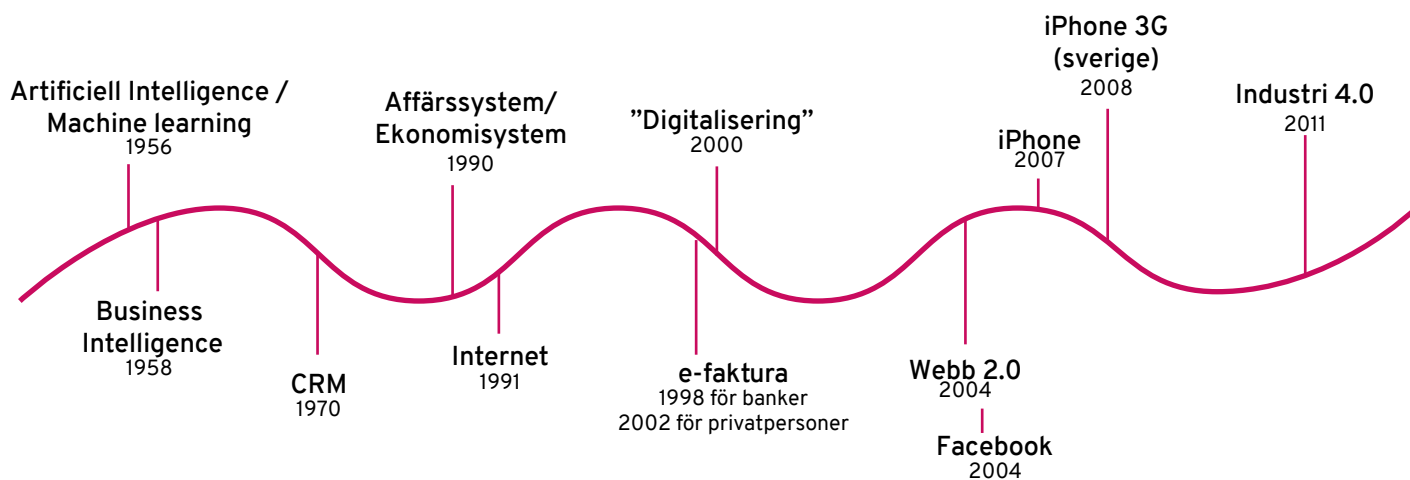 Artificiell Intelligence /
Machine learning
1956
Business
Intelligence
1958
CRM
1970
Affärssystem/
Ekonomisystem
1990
Internet
1991
e-faktura
1998 för banker
2002 för privatpersoner
”Digitalisering”
2000
Webb 2.0
2004
Facebook
2004
iPhone
2007
iPhone 3G
(sverige)
2008
Industri 4.0
2011